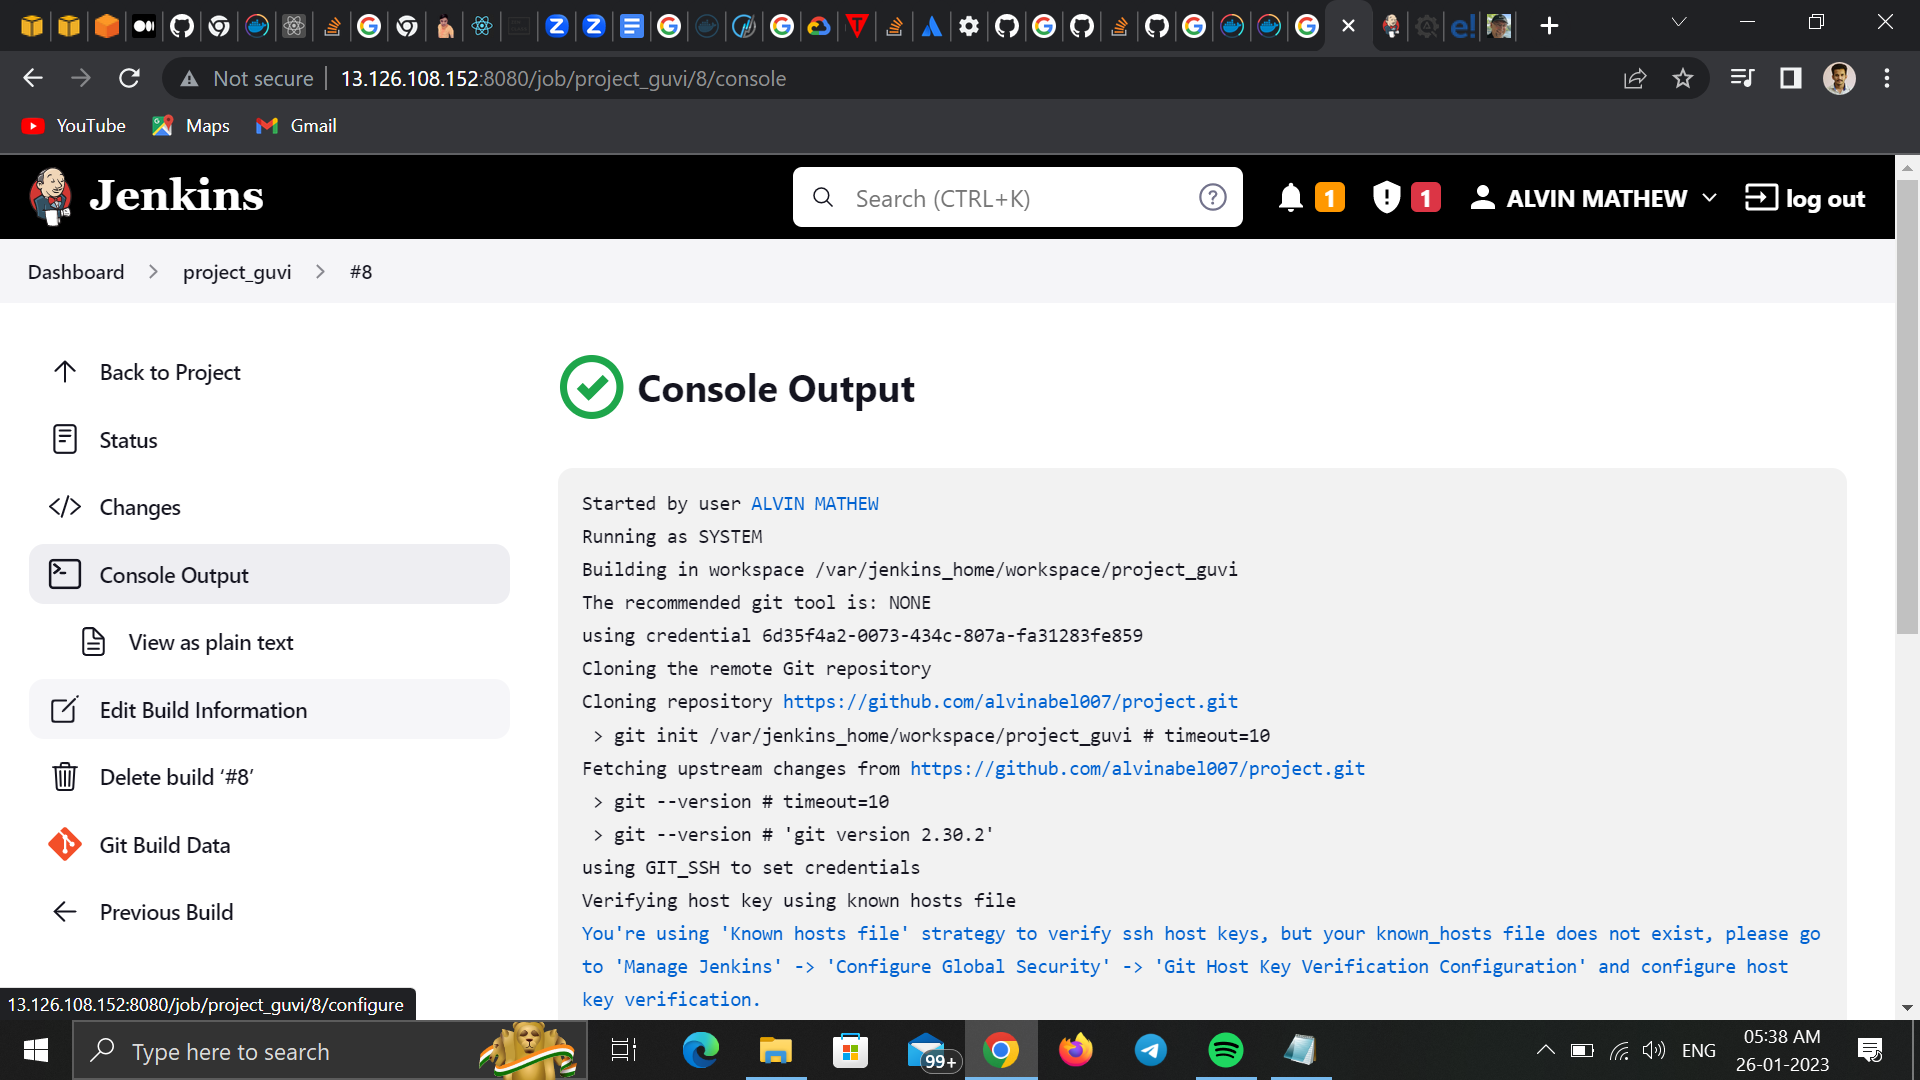 Not secure
13.126.108.152:8080/job/project_guvi/8/console
YouTube
Maps
Gmail
Jenkins
Search (CTRL+K)
1
1
ALVIN MATHEW
log out
Dashboard
project_guvi
#8
Back to Project
Status
Changes
Console Output
View as plain text
Edit Build Information
Delete build ‘#8’
Git Build Data
Previous Build
Console Output
Started by user ALVIN MATHEW
Running as SYSTEM
Building in workspace /var/jenkins_home/workspace/project_guvi
The recommended git tool is: NONE
using credential 6d35f4a2-0073-434c-807a-fa31283fe859
Cloning the remote Git repository
Cloning repository https://github.com/alvinabel007/project.git
> git init /var/jenkins_home/workspace/project_guvi # timeout=10
Fetching upstream changes from https://github.com/alvinabel007/project.git
> git --version # timeout=10
> git --version # 'git version 2.30.2'
using GIT_SSH to set credentials
Verifying host key using known hosts file
You're using 'Known hosts file' strategy to verify ssh host keys, but your known_hosts file does not exist, please go
to 'Manage Jenkins' -> 'Configure Global Security' -> 'Git Host Key Verification Configuration' and configure host
key verification.
13.126.108.152:8080/job/project_guvi/8/configure
Type here to search
99+
ENG
05:38 AM
26-01-2023